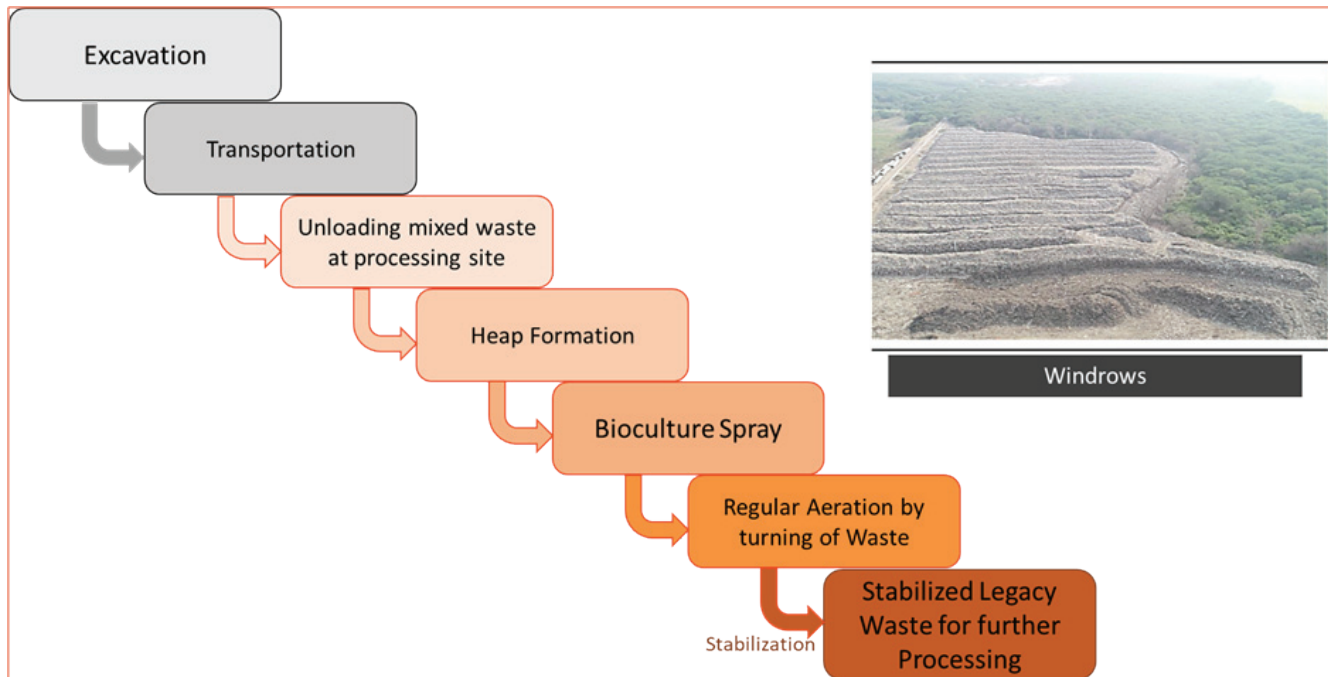 Excavation
Transportation
Unloading mixed waste
at processing site
Heap Formation
Bioculture Spray
Regular Aeration by
turning of Waste
Stabilization
Stabilized Legacy
Waste for further
Processing
Windrows